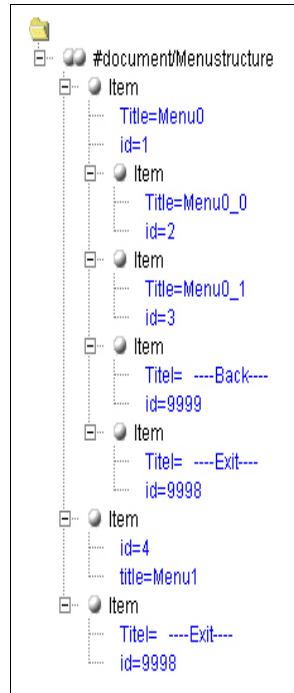 #document/Menustructure
Item
Title=Menu0
id=1
Item
Title=Menu0_0
id=2
Item
Title=Menu0_1
id=3
Item
Titel= ----Back----
id=9999
Item
Titel= ----Exit----
id=9998
Item
id=4
title=Menu1
Item
Titel= ----Exit----
id=9998